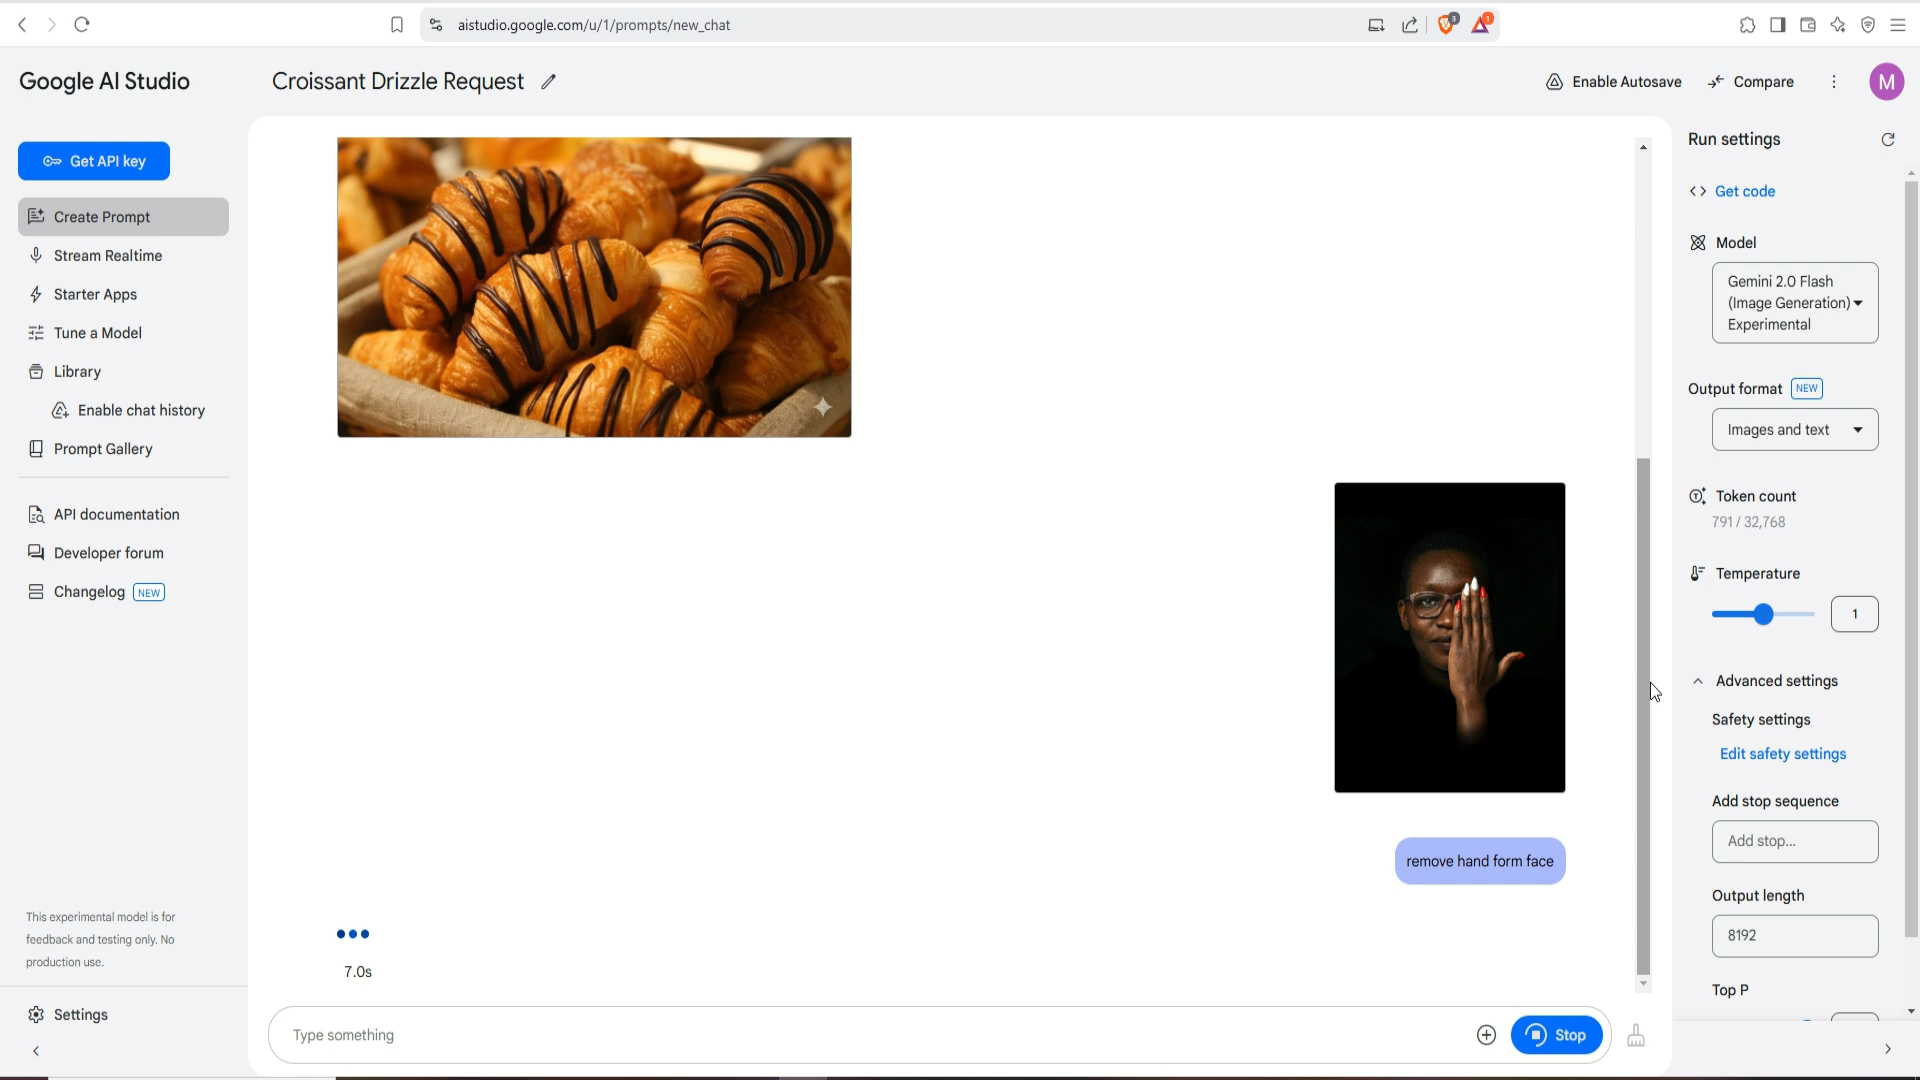 aistudio.google.com/u/1/prompts/new_chat
3
1
Google AI Studio
Croissant Drizzle Request
Enable Autosave
Compare
M
Get API key
Create Prompt
Stream Realtime
Starter Apps
Tune a Model
Library
Enable chat history
Prompt Gallery
API documentation
Developer forum
Changelog NEW
This experimental model is for
feedback and testing only. No
production use.
Settings
remove hand form face
7.0s
Type something
Stop
Run settings
Get code
Model
Gemini 2.0 Flash
(Image Generation)
Experimental
Output format NEW
Images and text
Token count
791 / 32,768
Temperature
1
Advanced settings
Safety settings
Edit safety settings
Add stop sequence
Add stop...
Output length
8192
Top P